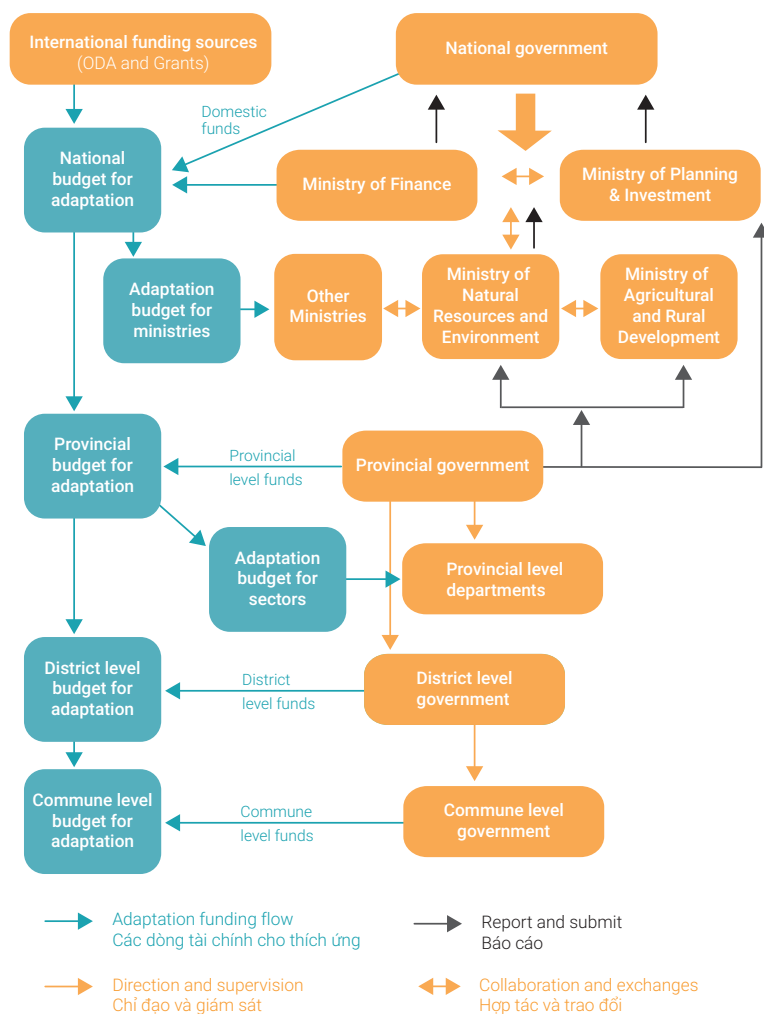 International funding sources
(ODA and Grants)
National government
Domestic
funds
National
budget for
adaptation
Ministry of Finance
Ministry of Planning
& Investment
Adaptation
budget for
ministries
Other
Ministries
Ministry of
Natural
Resources and
Environment
Ministry of
Agricultural
and Rural
Development
Provincial
budget for
adaptation
Provincial
level funds
Provincial government
Adaptation
budget for
sectors
Provincial level
departments
District level
budget for
adaptation
District
level funds
District level
government
Commune level
budget for
adaptation
Commune
level funds
Commune level
government
Adaptation funding flow
Các dòng tài chính cho thích ứng
Report and submit
Báo cáo
Direction and supervision
Chỉ đạo và giám sát
Collaboration and exchanges
Hợp tác và trao đổi